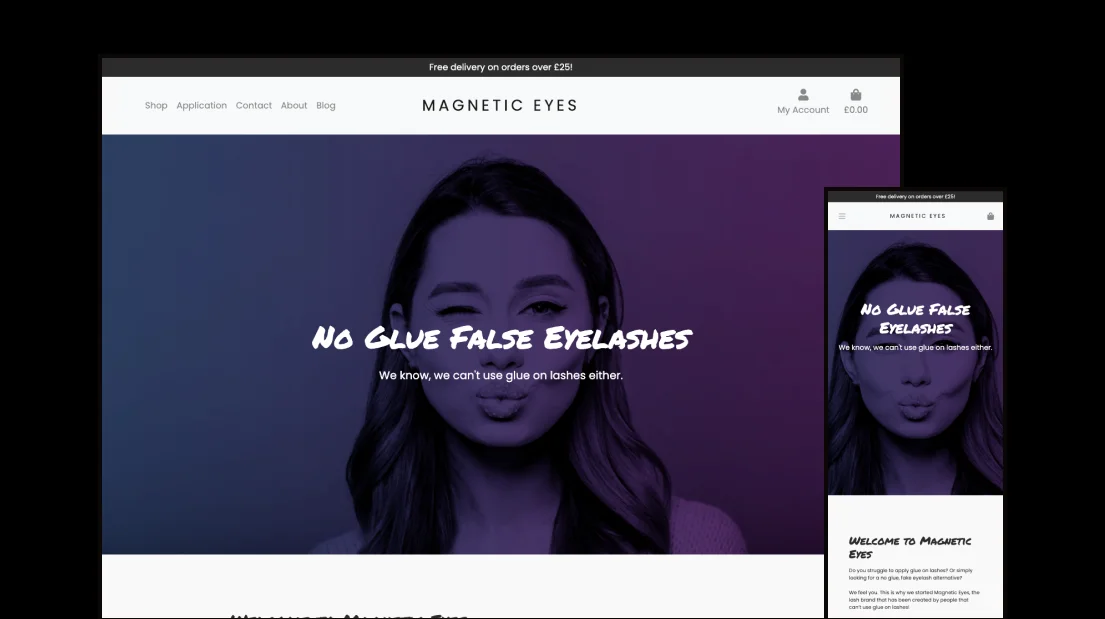 Free delivery on orders over £25!
Shop Application Contact About Blog
MAGNETIC EYES
My Account £0.00
No Glue False Eyelashes
We know, we can't use glue on lashes either.
Welcome to Magnetic Eyes
Free delivery on orders over £25!
MAGNETIC EYES
No Glue False
Eyelashes
We know, we can't use glue on lashes either.
Welcome to Magnetic
Eyes
Do you struggle to apply glue on lashes? Or simply
looking for a no glue, fake eyelash alternative?
We feel you. This is why we started Magnetic Eyes, the
lash brand that has been created by people that
can't use glue on lashes!